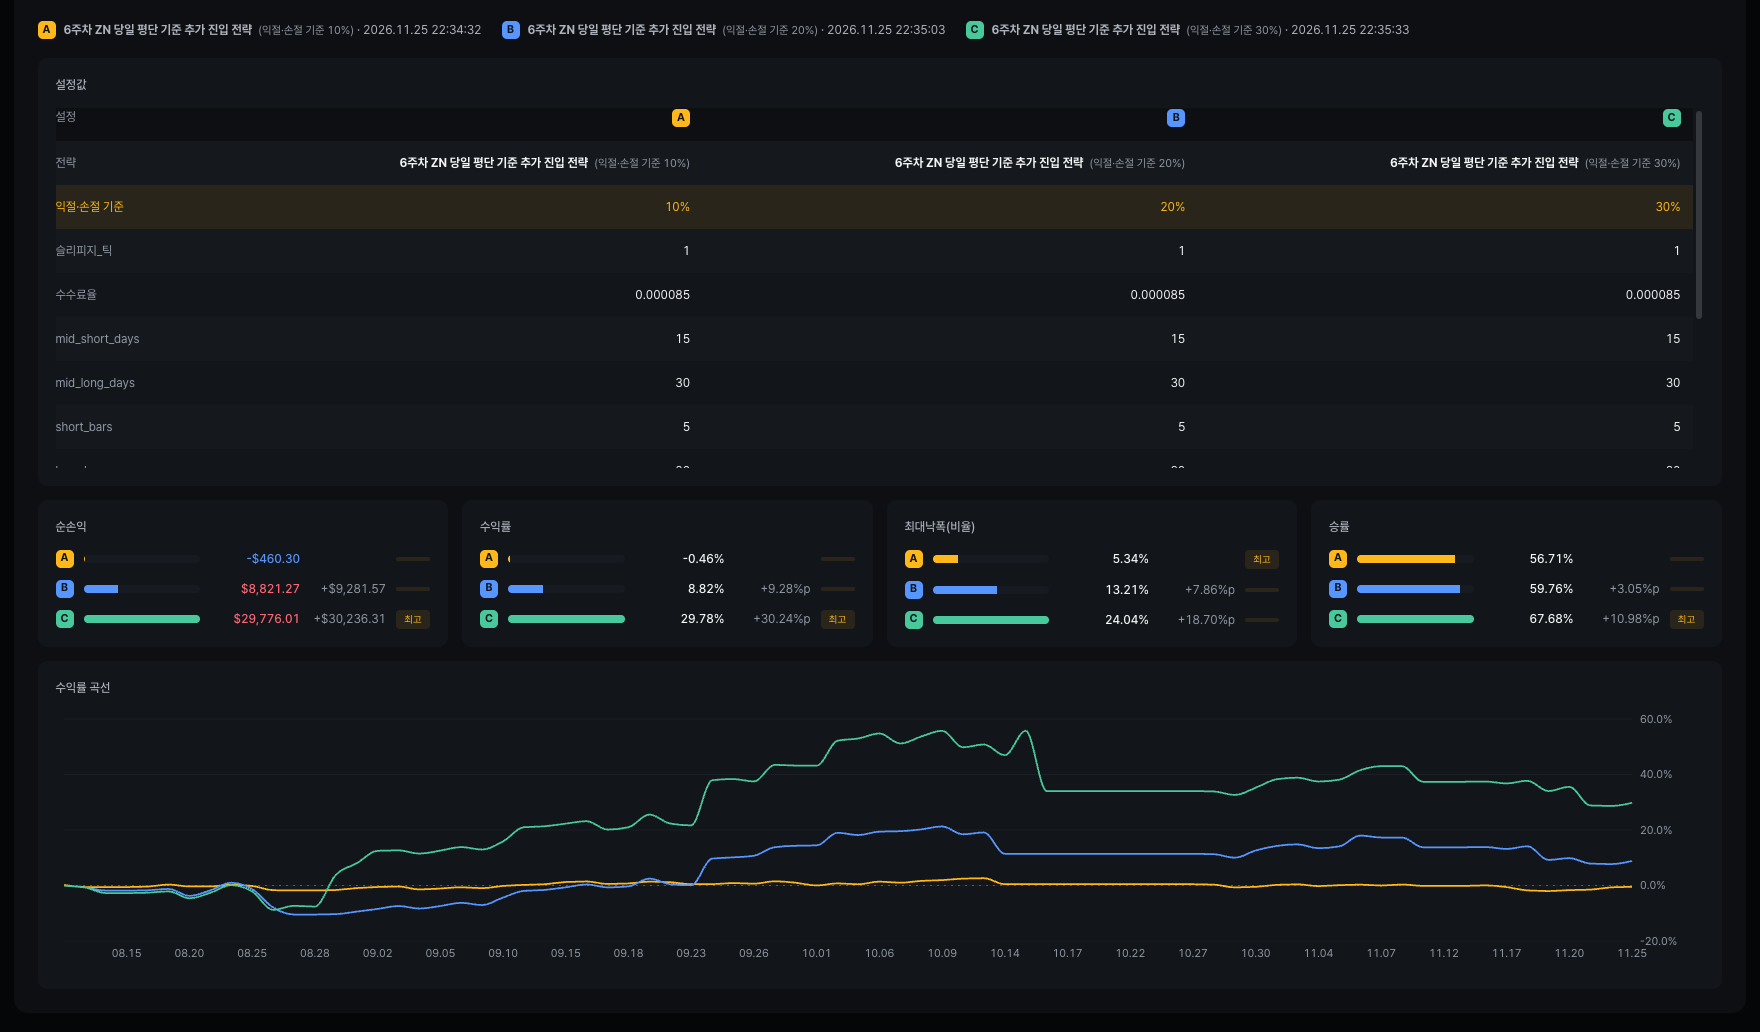 A 6주차 ZN 당일 평단 기준 추가 진입 전략 (익절·손절 기준 10%) · 2026.11.25 22:34:32 B 6주차 ZN 당일 평단 기준 추가 진입 전략 (익절·손절 기준 20%) · 2026.11.25 22:35:03 C 6주차 ZN 당일 평단 기준 추가 진입 전략 (익절·손절 기준 30%) · 2026.11.25 22:35:33
설정값
설정 A B C
전략 6주차 ZN 당일 평단 기준 추가 진입 전략 (익절·손절 기준 10%) 6주차 ZN 당일 평단 기준 추가 진입 전략 (익절·손절 기준 20%) 6주차 ZN 당일 평단 기준 추가 진입 전략 (익절·손절 기준 30%)
익절·손절 기준 10% 20% 30%
슬리피지_틱 1 1 1
수수료율 0.000085 0.000085 0.000085
mid_short_days 15 15 15
mid_long_days 30 30 30
short_bars 5 5 5
순손익
A -$460.30
B $8,821.27 +$9,281.57
C $29,776.01 +$30,236.31 최고
수익률
A -0.46%
B 8.82% +9.28%p
C 29.78% +30.24%p 최고
최대낙폭(비율)
A 5.34% 최고
B 13.21% +7.86%p
C 24.04% +18.70%p
승률
A 56.71%
B 59.76% +3.05%p
C 67.68% +10.98%p 최고
수익률 곡선
60.0%
40.0%
20.0%
0.0%
-20.0%
08.15 08.20 08.25 08.28 09.02 09.05 09.10 09.15 09.18 09.23 09.26 10.01 10.06 10.09 10.14 10.17 10.22 10.27 10.30 11.04 11.07 11.12 11.17 11.20 11.25